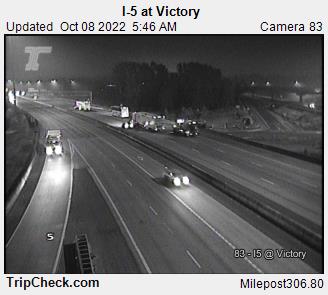 I-5 at Victory
Updated Oct 08 2022 5:46 AM Camera 83
T
S
83 - I5 @ Victory
TripCheck.com Milepost306.80